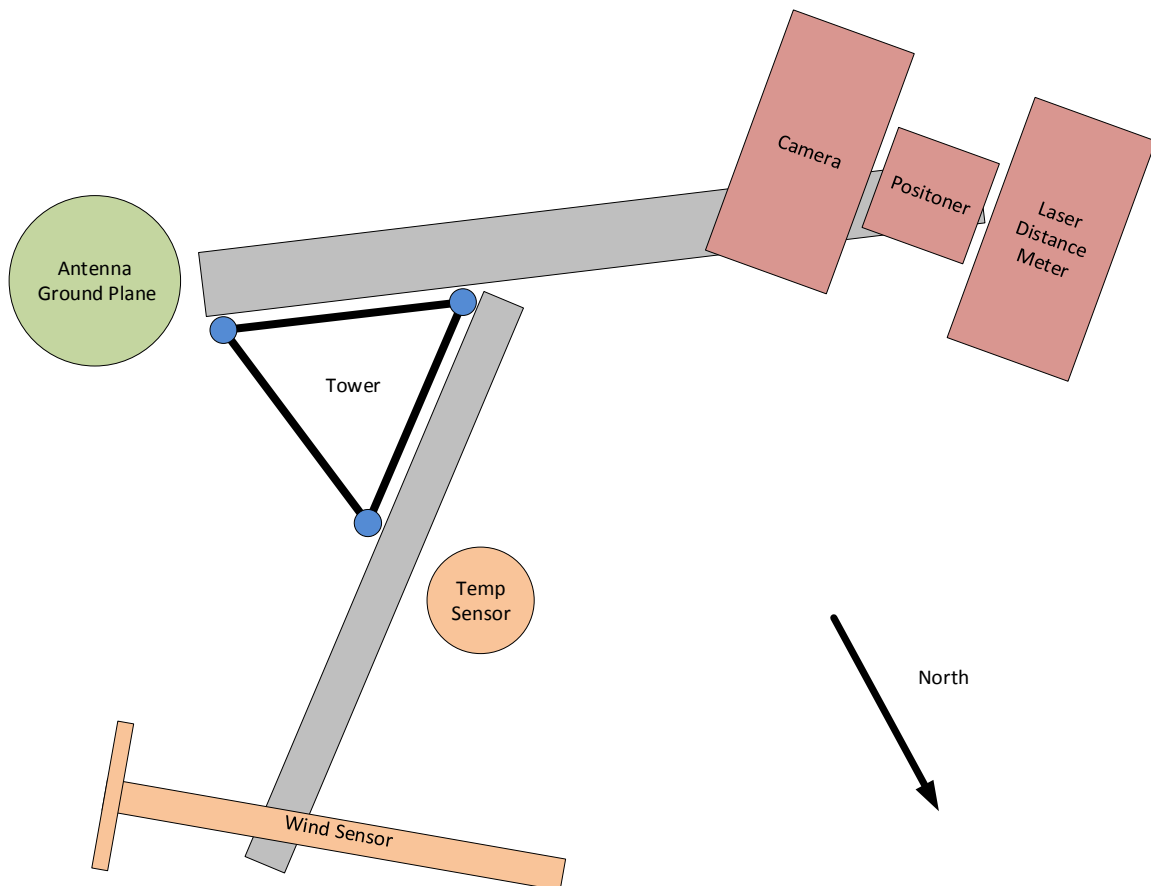 Camera
Positoner
Laser
Distance
Meter
Antenna
Ground Plane
Tower
Temp
Sensor
North
Wind Sensor